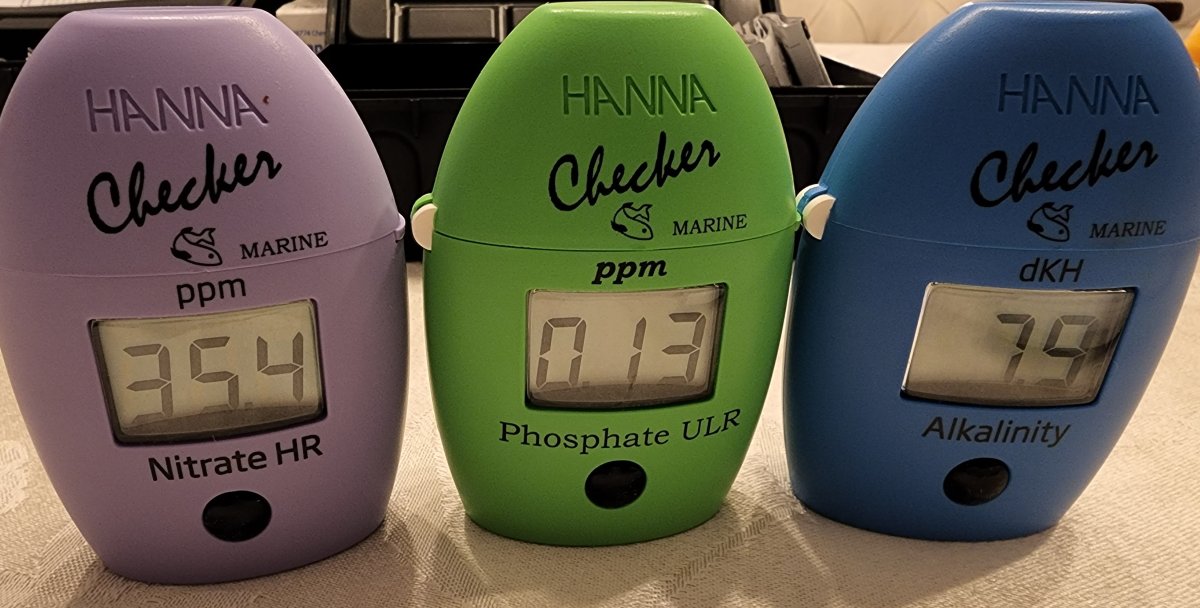 HANNA
Checker
MARINE
ppm
35.4
Nitrate HR
HANNA
Checker
MARINE
ppm
0.13
Phosphate ULR
HANNA
Checker
MARINE
dKH
7.9
Alkalinity